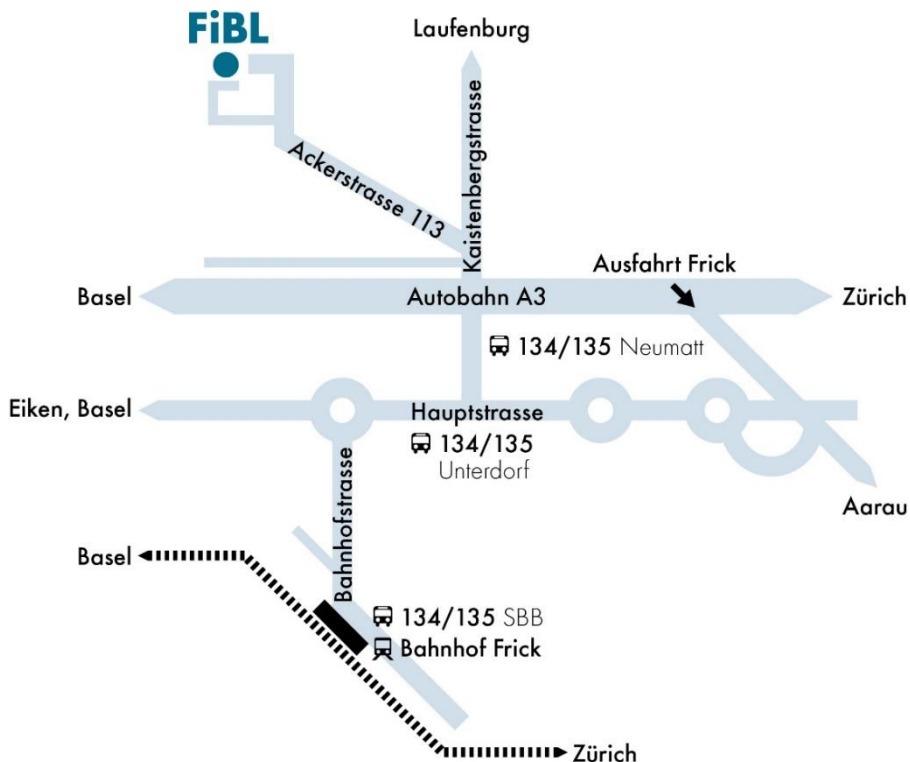 FiBL
Laufenburg
Ackerstrasse 113
Kaistenbergstrasse
Ausfahrt Frick
Basel
Autobahn A3
Zürich
134/135 Neumatt
Eiken, Basel
Hauptstrasse
134/135
Unterdorf
Bahnhofstrasse
Aarau
Basel
134/135 SBB
Bahnhof Frick
Zürich